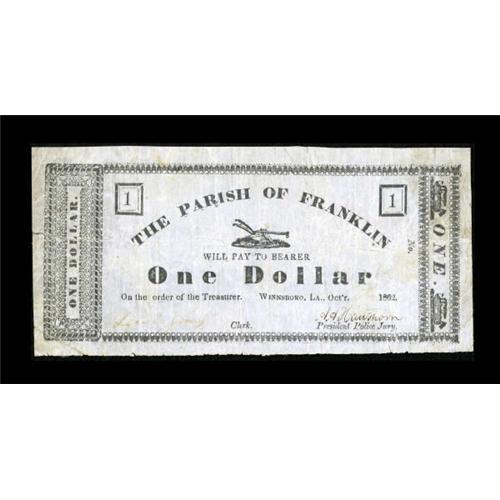 ONE DOLLAR.
1
1
THE PARISH OF FRANKLIN
No.
WILL PAY TO BEARER
One Dollar
On the order of the Treasurer. WINNSBORO, LA., Oct'r. 1862.
Clerk.
President Police Jury.
ONE.